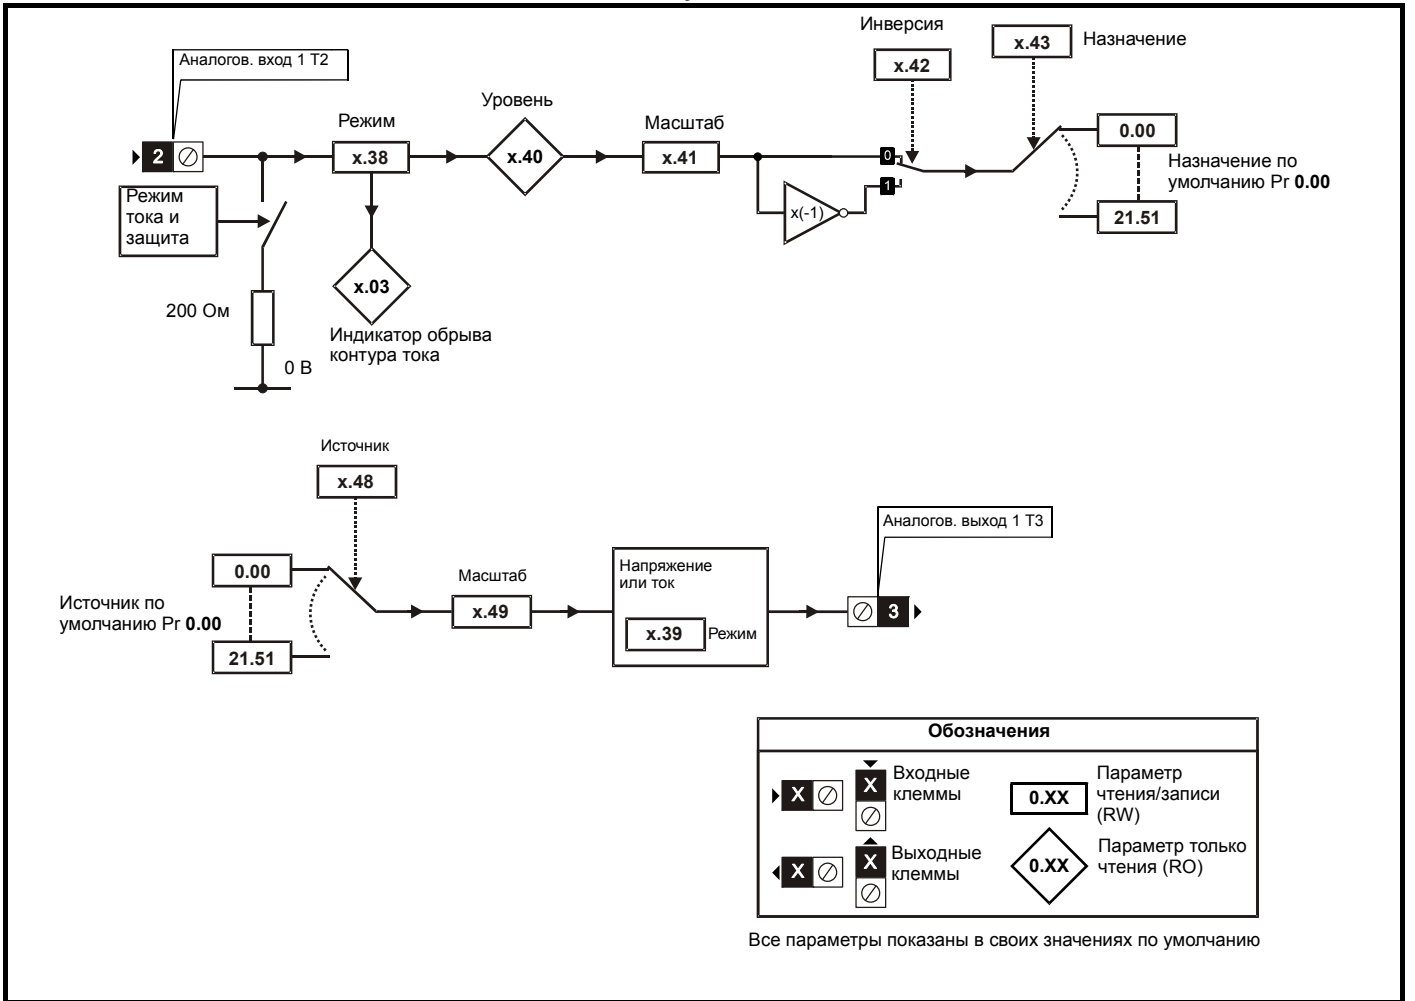 Инверсия
x.43
Назначение
Аналогов. вход 1 T2
x.42
Уровень
Режим
Масштаб
0.00
2
x.38
x.40
x.41
0
1
x(-1)
Назначение по
умолчанию Pr 0.00
21.51
Режим
тока и
защита
x.03
200 Ом
Индикатор обрыва
контура тока
0 В
Источник
x.48
Аналогов. выход 1 T3
0.00
Напряжение
или ток
Масштаб
Источник по
умолчанию Pr 0.00
x.49
3
x.39
Режим
21.51
Обозначения
X
X
Входные
клеммы
0.XX
Параметр
чтения/записи
(RW)
X
X
Выходные
клеммы
0.XX
Параметр только
чтения (RO)
Все параметры показаны в своих значениях по умолчанию